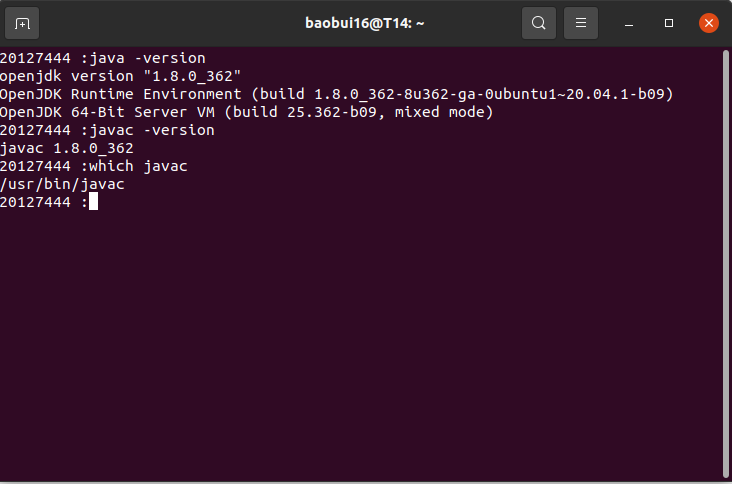 baobui16@T14: ~
20127444 :java -version
openjdk version "1.8.0_362"
OpenJDK Runtime Environment (build 1.8.0_362-8u362-ga-0ubuntu1~20.04.1-b09)
OpenJDK 64-Bit Server VM (build 25.362-b09, mixed mode)
20127444 :javac -version
javac 1.8.0_362
20127444 :which javac
/usr/bin/javac
20127444 :